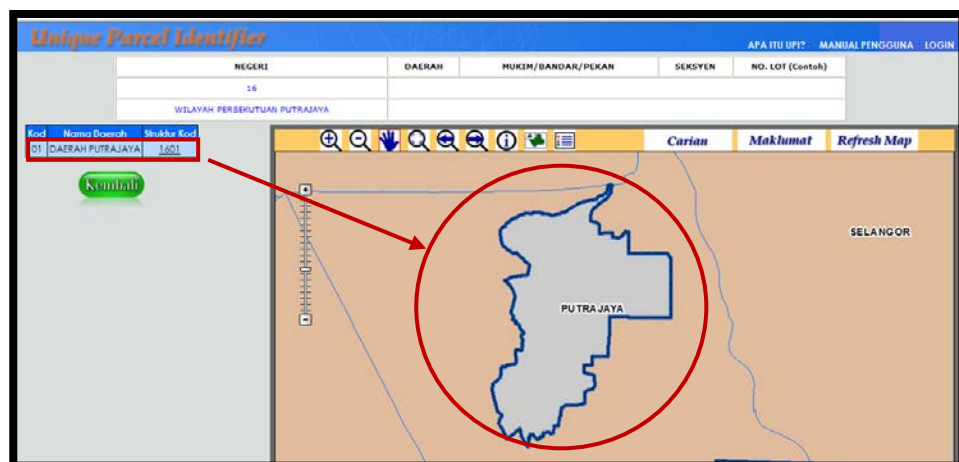 Unique Parcel Identifier
APA ITU UPI? MANUAL PENGGUNA LOGIN
NEGERI DAERAH MUKIM/BANDAR/PEKAN SEKSYEN NO. LOT (Contoh)
16
WILAYAH PERSEKUTUAN PUTRAJAYA
Kod Nama Daerah Struktur Kod
01 DAERAH PUTRAJAYA 1601
Kembali
Carian Maklumat Refresh Map
SELANGOR
PUTRAJAYA